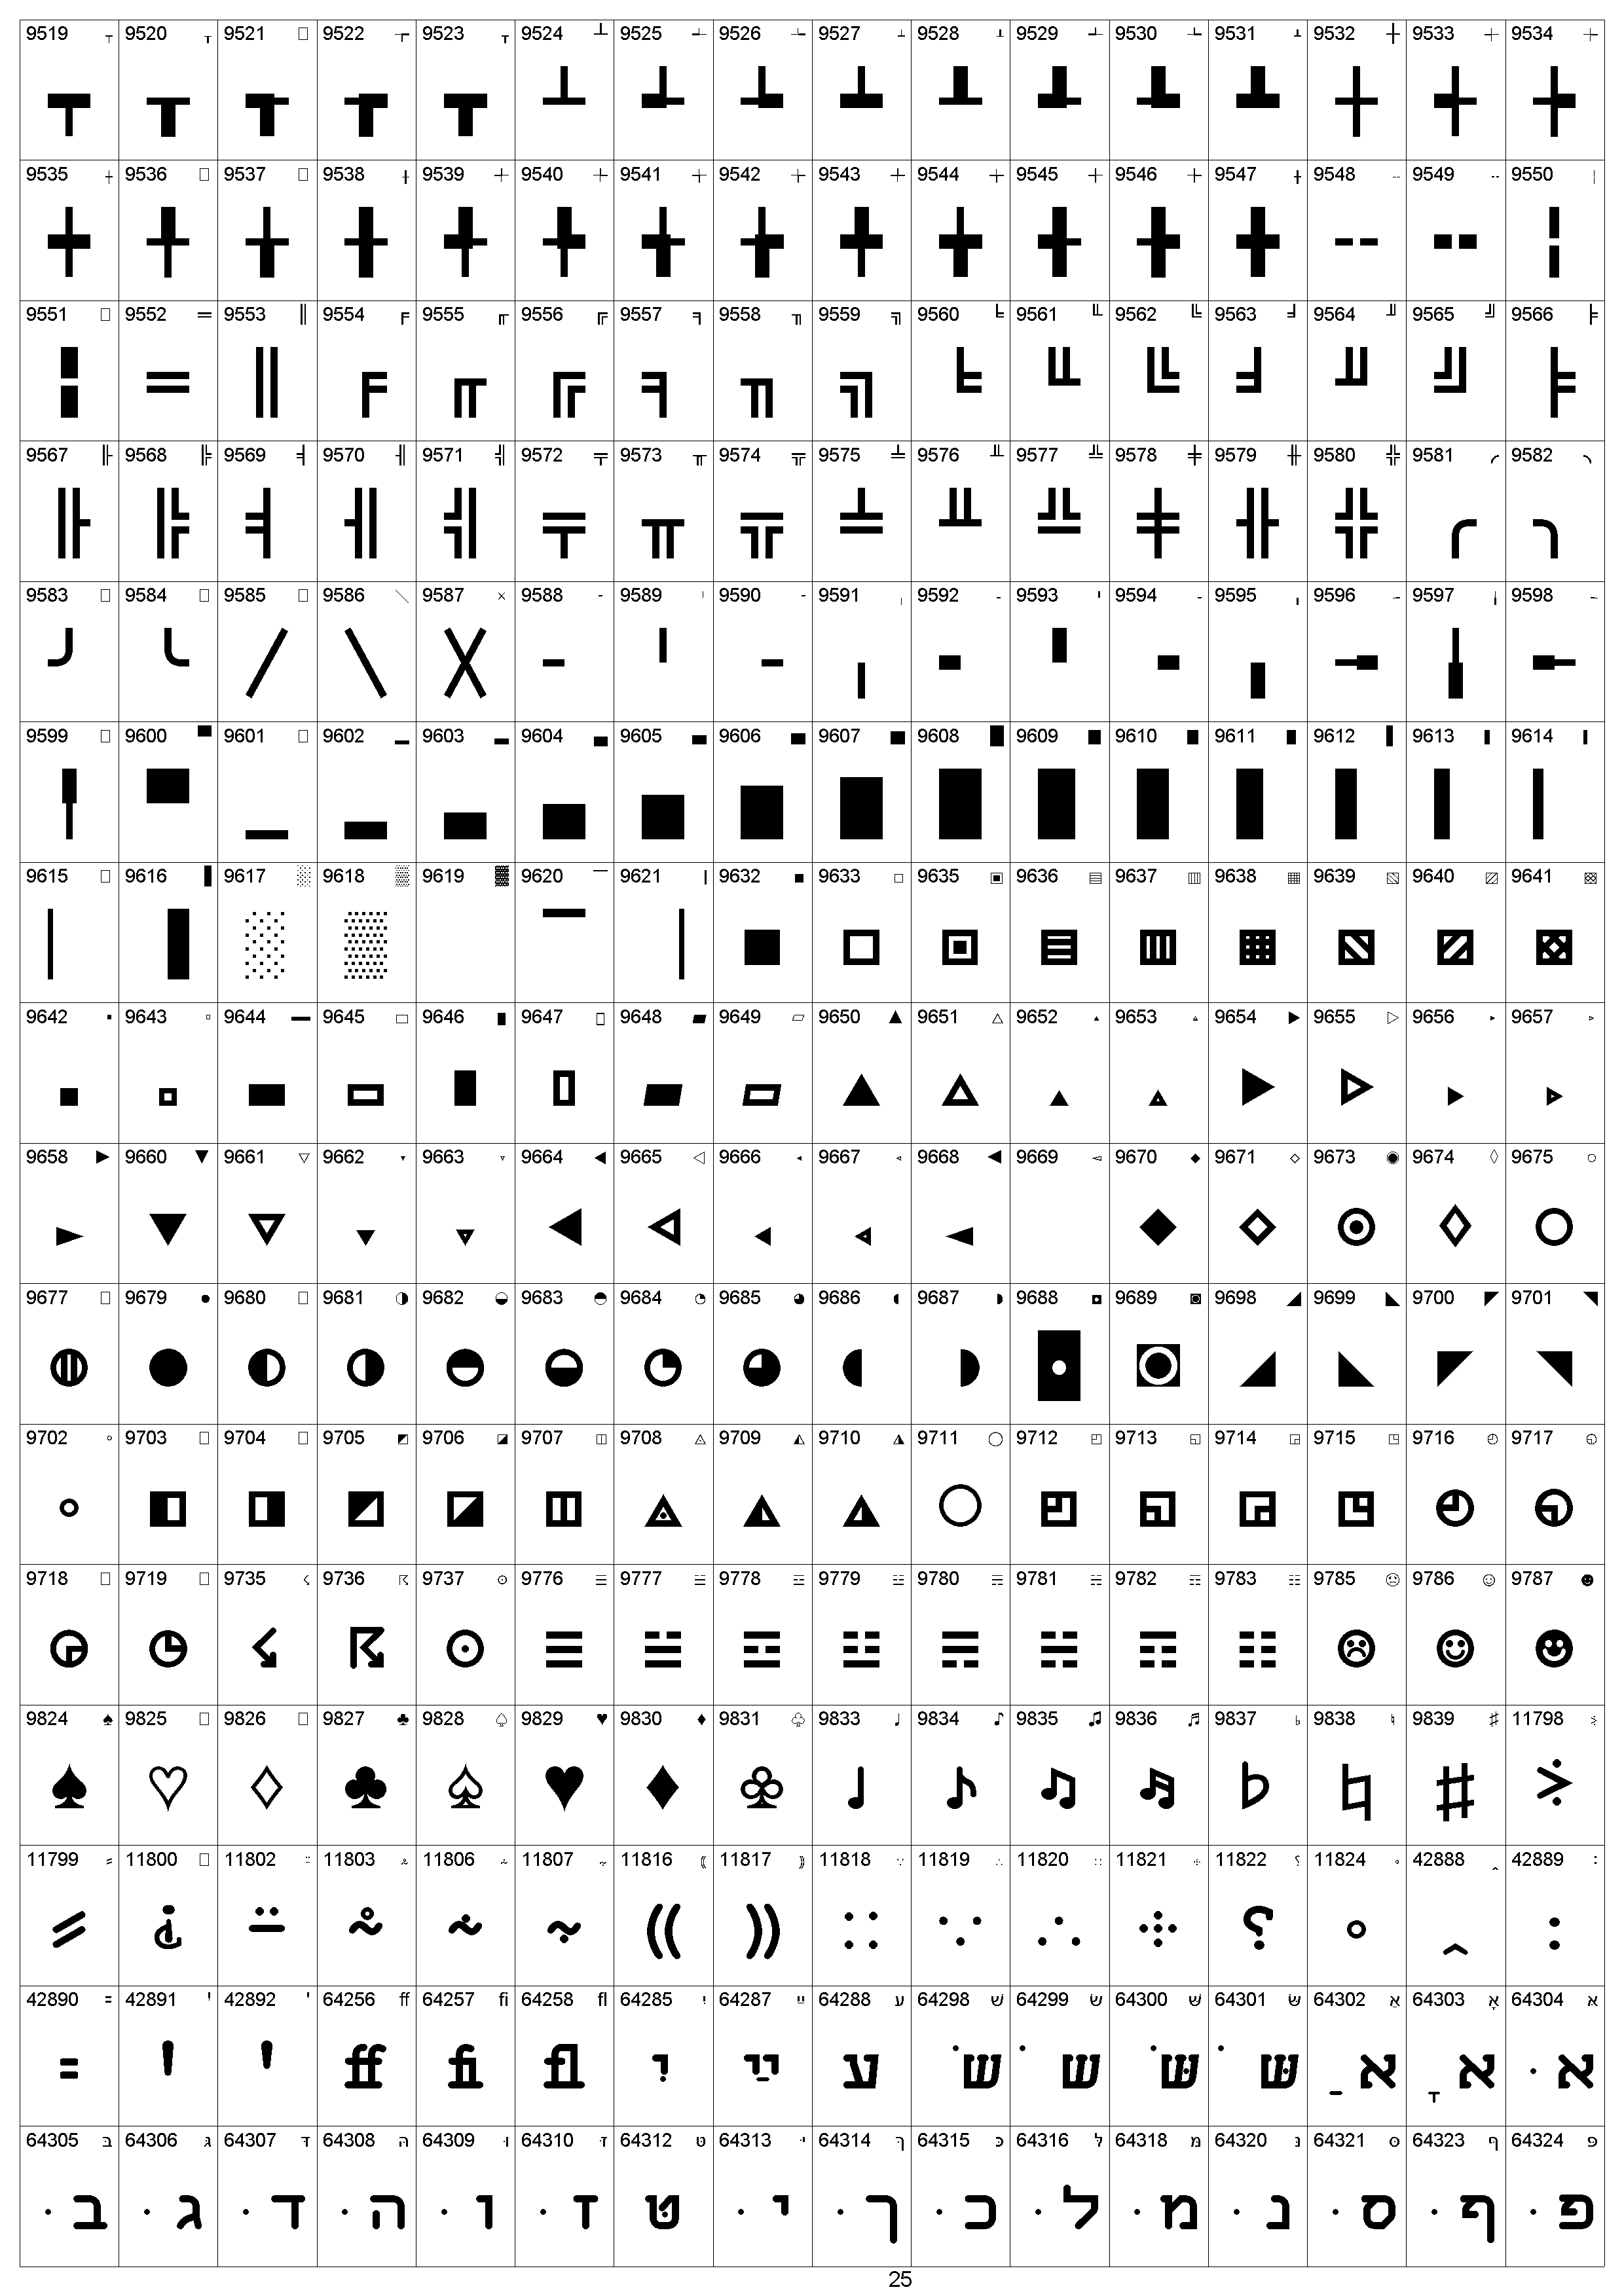 9519 ┯ 9520 ┰ 9521 □ 9522 ┲ 9523 ┳ 9524 ┴ 9525 ┵ 9526 ┶ 9527 ┷ 9528 ┸ 9529 ┹ 9530 ┺ 9531 ┻ 9532 ┼ 9533 ┽ 9534 ┾
┯ ┰ ┱ ┲ ┳ ┴ ┵ ┶ ┷ ┸ ┹ ┺ ┻ ┼ ┽ ┾
9535 ┿ 9536 □ 9537 □ 9538 ╂ 9539 ╃ 9540 ╄ 9541 ╅ 9542 ╆ 9543 ╇ 9544 ╈ 9545 ╉ 9546 ╊ 9547 ╋ 9548 ╌ 9549 ╍ 9550 ╎
┿ ╀ ╁ ╂ ╃ ╄ ╅ ╆ ╇ ╈ ╉ ╊ ╋ ╌ ╍ ╎
9551 □ 9552 ═ 9553 ║ 9554 ╒ 9555 ╓ 9556 ╔ 9557 ╕ 9558 ╖ 9559 ╗ 9560 ╘ 9561 ╙ 9562 ╚ 9563 ╛ 9564 ╜ 9565 ╝ 9566 ╞
╏ ═ ║ ╒ ╓ ╔ ╕ ╖ ╗ ╘ ╙ ╚ ╛ ╜ ╝ ╞
9567 ╟ 9568 ╠ 9569 ╡ 9570 ╢ 9571 ╣ 9572 ╤ 9573 ╥ 9574 ╦ 9575 ╧ 9576 ╨ 9577 ╩ 9578 ╪ 9579 ╫ 9580 ╬ 9581 ╭ 9582 ╮
╟ ╠ ╡ ╢ ╣ ╤ ╥ ╦ ╧ ╨ ╩ ╪ ╫ ╬ ╭ ╮
9583 □ 9584 □ 9585 □ 9586 ╲ 9587 ╳ 9588 ╴ 9589 ╵ 9590 ╶ 9591 ╷ 9592 ╸ 9593 ╹ 9594 ╺ 9595 ╻ 9596 ╼ 9597 ╽ 9598 ╾
╯ ╰ ╱ ╲ ╳ ╴ ╵ ╶ ╷ ╸ ╹ ╺ ╻ ╼ ╽ ╾
9599 □ 9600 ▀ 9601 □ 9602 ▂ 9603 ▃ 9604 ▄ 9605 ▅ 9606 ▆ 9607 ▇ 9608 █ 9609 ▉ 9610 ▊ 9611 ▋ 9612 ▌ 9613 ▍ 9614 ▎
╿ ▀ ▁ ▂ ▃ ▄ ▅ ▆ ▇ █ ▉ ▊ ▋ ▌ ▍ ▎
9615 □ 9616 ▐ 9617 ░ 9618 ▒ 9619 ▓ 9620 ▔ 9621 ▕ 9632 ■ 9633 □ 9635 ▣ 9636 ▤ 9637 ▥ 9638 ▦ 9639 ▧ 9640 ▨ 9641 ▩
▏ ▐ ░ ▒ ▔ ▕ ■ □ ▣ ▤ ▥ ▦ ▧ ▨ ▩
9642 ▪ 9643 ▫ 9644 ▬ 9645 ▭ 9646 ▮ 9647 ▯ 9648 ▰ 9649 ▱ 9650 ▲ 9651 △ 9652 ▴ 9653 ▵ 9654 ▶ 9655 ▷ 9656 ▸ 9657 ▹
▪ ▫ ▬ ▭ ▮ ▯ ▰ ▱ ▲ △ ▴ ▵ ▶ ▷ ▸ ▹
9658 ► 9660 ▼ 9661 ▽ 9662 ▾ 9663 ▿ 9664 ◀ 9665 ◁ 9666 ◂ 9667 ◃ 9668 ◄ 9669 ◅ 9670 ◆ 9671 ◇ 9673 ◉ 9674 ◊ 9675 ○
► ▼ ▽ ▾ ▿ ◀ ◁ ◂ ◃ ◄ ◆ ◇ ◉ ◊ ○
9677 □ 9679 ● 9680 □ 9681 ◑ 9682 ◒ 9683 ◓ 9684 ◔ 9685 ◕ 9686 ◖ 9687 ◗ 9688 ◘ 9689 ◙ 9698 ◢ 9699 ◣ 9700 ◤ 9701 ◥
◍ ● ◐ ◑ ◒ ◓ ◔ ◕ ◖ ◗ ◘ ◙ ◢ ◣ ◤ ◥
9702 ◦ 9703 □ 9704 □ 9705 ◩ 9706 ◪ 9707 ◫ 9708 ◬ 9709 ◭ 9710 ◮ 9711 ◯ 9712 ◰ 9713 ◱ 9714 ◲ 9715 ◳ 9716 ◴ 9717 ◵
◦ ◧ ◨ ◩ ◪ ◫ ◬ ◭ ◮ ◯ ◰ ◱ ◲ ◳ ◴ ◵
9718 □ 9719 □ 9735 ☇ 9736 ☈ 9737 ☉ 9776 ☰ 9777 ☱ 9778 ☲ 9779 ☳ 9780 ☴ 9781 ☵ 9782 ☶ 9783 ☷ 9785 ☹ 9786 ☺ 9787 ☻
◶ ◷ ☇ ☈ ☉ ☰ ☱ ☲ ☳ ☴ ☵ ☶ ☷ ☹ ☺ ☻
9824 ♠ 9825 □ 9826 □ 9827 ♣ 9828 ♤ 9829 ♥ 9830 ♦ 9831 ♧ 9833 ♩ 9834 ♪ 9835 ♫ 9836 ♬ 9837 ♭ 9838 ♮ 9839 ♯ 11798 ⸖
♠ ♡ ♢ ♣ ♤ ♥ ♦ ♧ ♩ ♪ ♫ ♬ ♭ ♮ ♯ ⸖
11799 ⸗ 11800 □ 11802 ⸚ 11803 ⸛ 11806 ⸞ 11807 ⸟ 11816 ⸨ 11817 ⸩ 11818 ⸪ 11819 ⸫ 11820 ⸬ 11821 ⸭ 11822 ⸮ 11824 ⸰ 42888 ꞈ 42889 ꞉
⸗ ⸘ ⸚ ⸛ ⸞ ⸟ ⸨ ⸩ ⸬ ⸪ ⸫ ⸭ ⸮ ⸰ ꞈ ꞉
42890 ꞊ 42891 Ꞌ 42892 ꞌ 64256 ff 64257 fi 64258 fl 64285 יִ 64287 ײַ 64288 ﬠ 64298 שׁ 64299 שׂ 64300 שּׁ 64301 שּׂ 64302 אַ 64303 אָ 64304 אּ
꞊ Ꞌ ꞌ ff fi fl יִ ײַ ﬠ שׁ שׂ שּׁ שּׂ אַ אָ אּ
64305 בּ 64306 גּ 64307 דּ 64308 הּ 64309 וּ 64310 זּ 64312 טּ 64313 יּ 64314 ךּ 64315 כּ 64316 לּ 64318 מּ 64320 נּ 64321 סּ 64323 ףּ 64324 פּ
בּ גּ דּ הּ וּ זּ טּ יּ ךּ כּ לּ מּ נּ סּ ףּ פּ
25